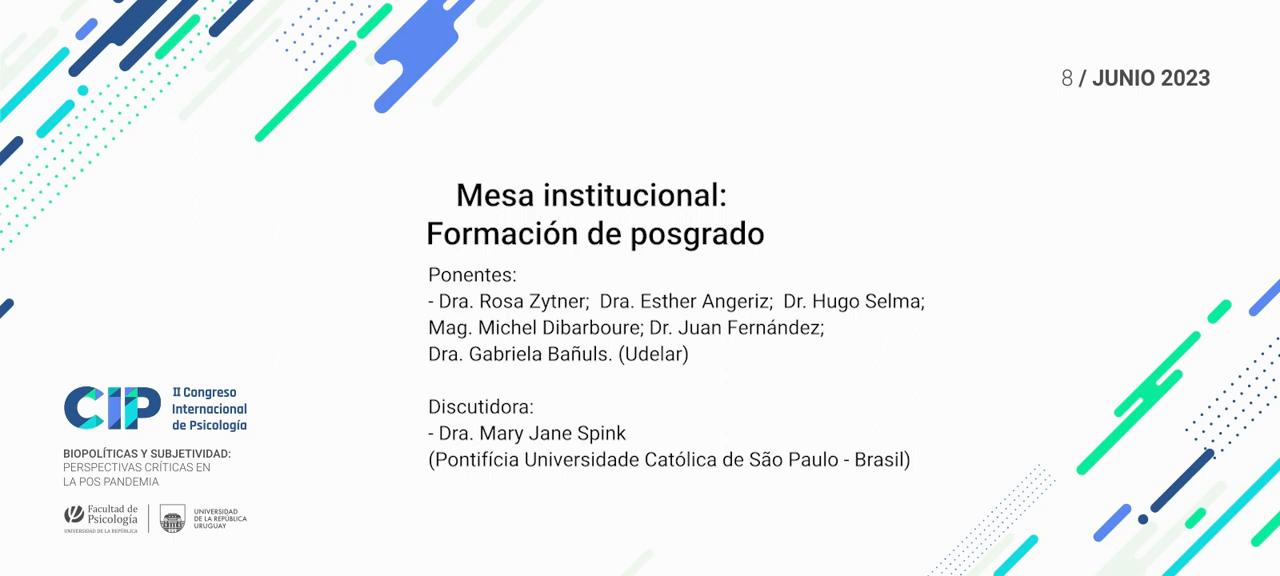 8 / JUNIO 2023
Mesa institucional:
Formación de posgrado
Ponentes:
- Dra. Rosa Zytner;  Dra. Esther Angeriz;  Dr. Hugo Selma;
Mag. Michel Dibarboure; Dr. Juan Fernández;
Dra. Gabriela Bañuls. (Udelar)
Discutidora:
- Dra. Mary Jane Spink
(Pontifícia Universidade Católica de São Paulo - Brasil)
CIP
II Congreso
Internacional
de Psicología
BIOPOLÍTICAS Y SUBJETIVIDAD:
PERSPECTIVAS CRÍTICAS EN
LA POS PANDEMIA
Facultad de
Psicología
UNIVERSIDAD DE LA REPÚBLICA
UNIVERSIDAD
DE LA REPÚBLICA
URUGUAY